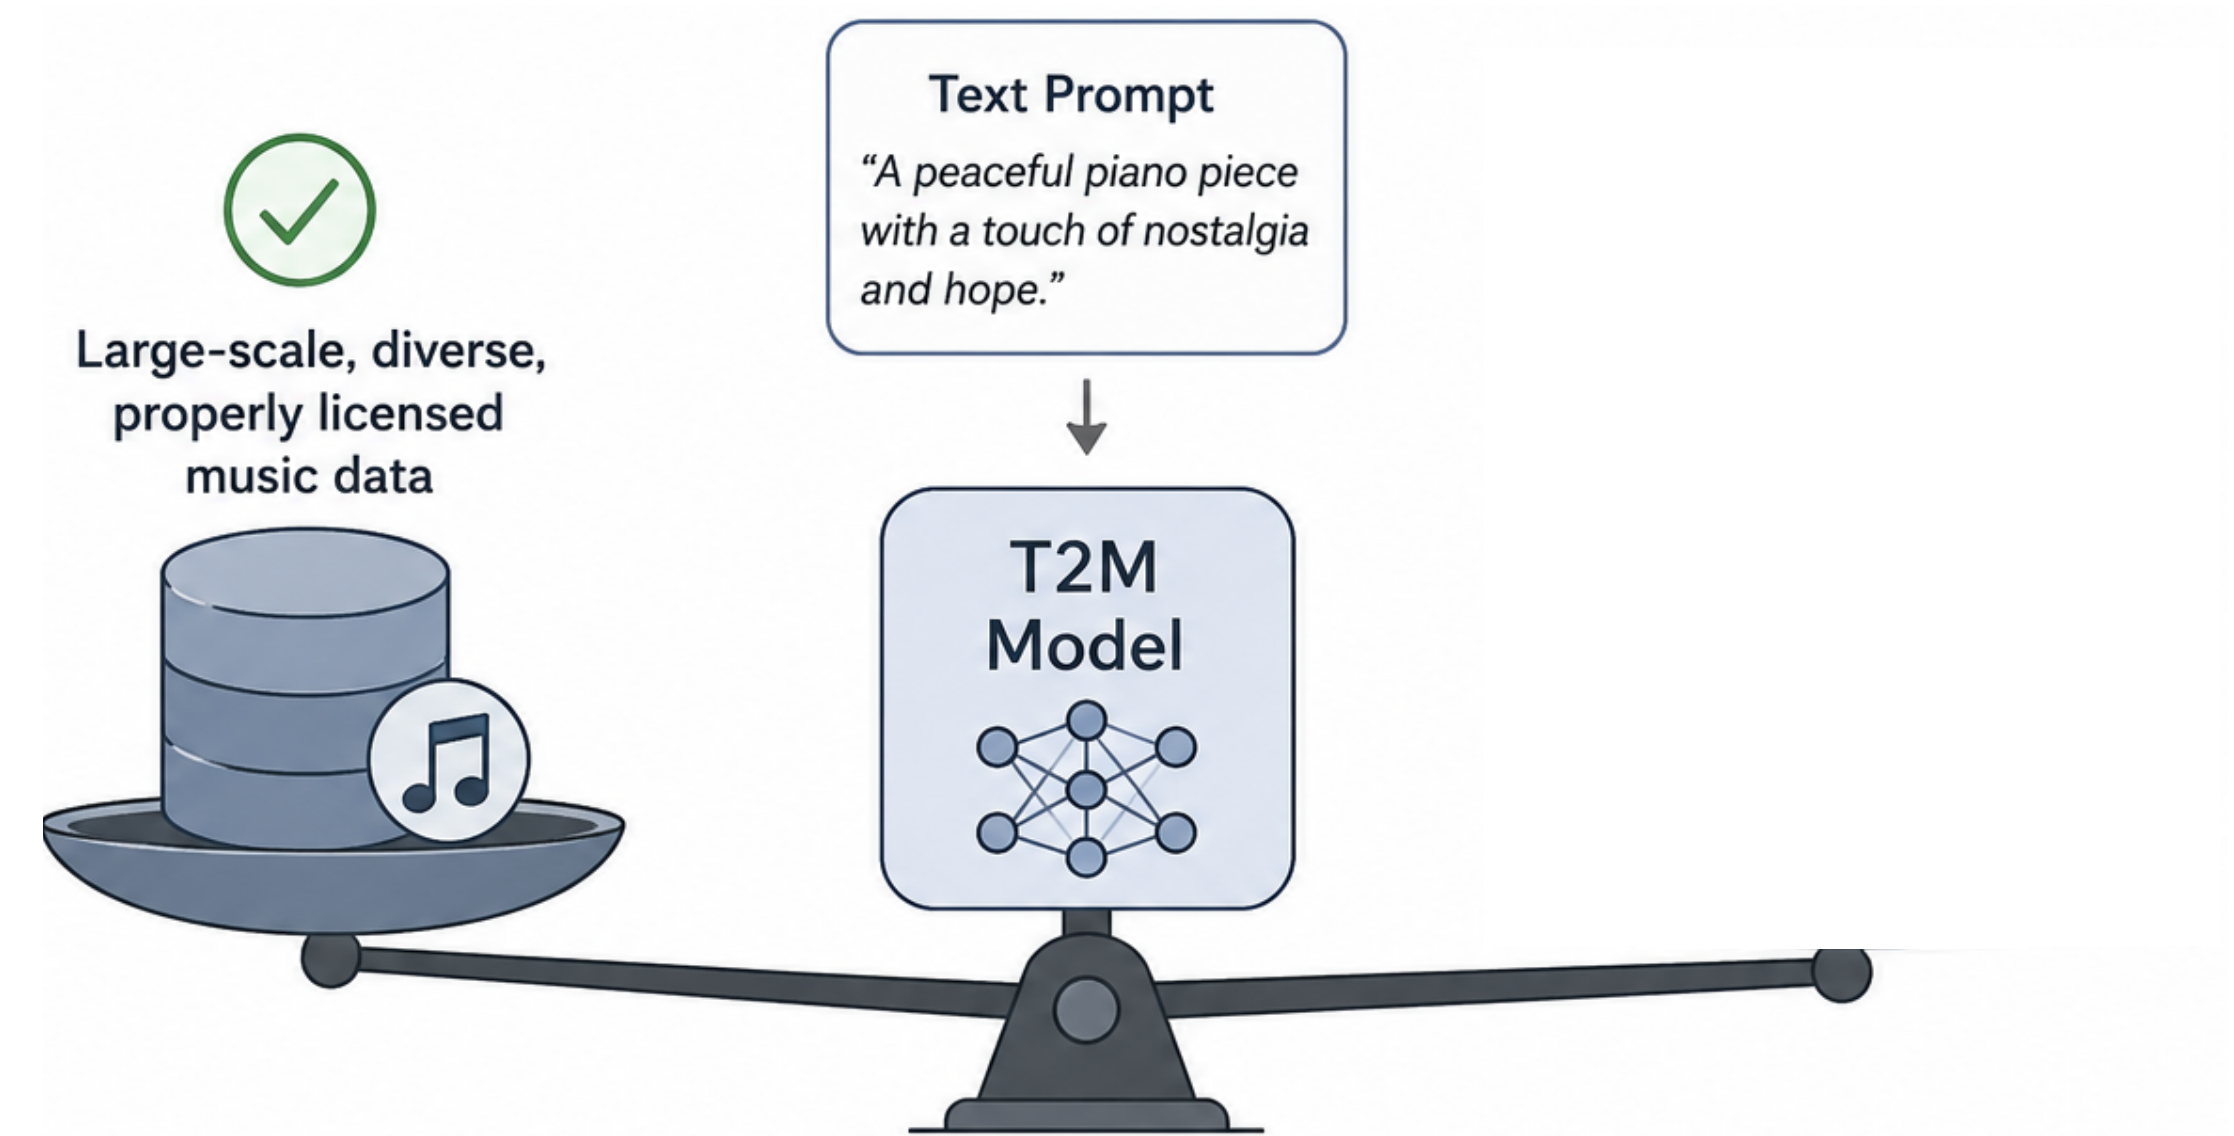 Text Prompt
“A peaceful piano piece
with a touch of nostalgia
and hope.”
Large-scale, diverse,
properly licensed
music data
T2M
Model